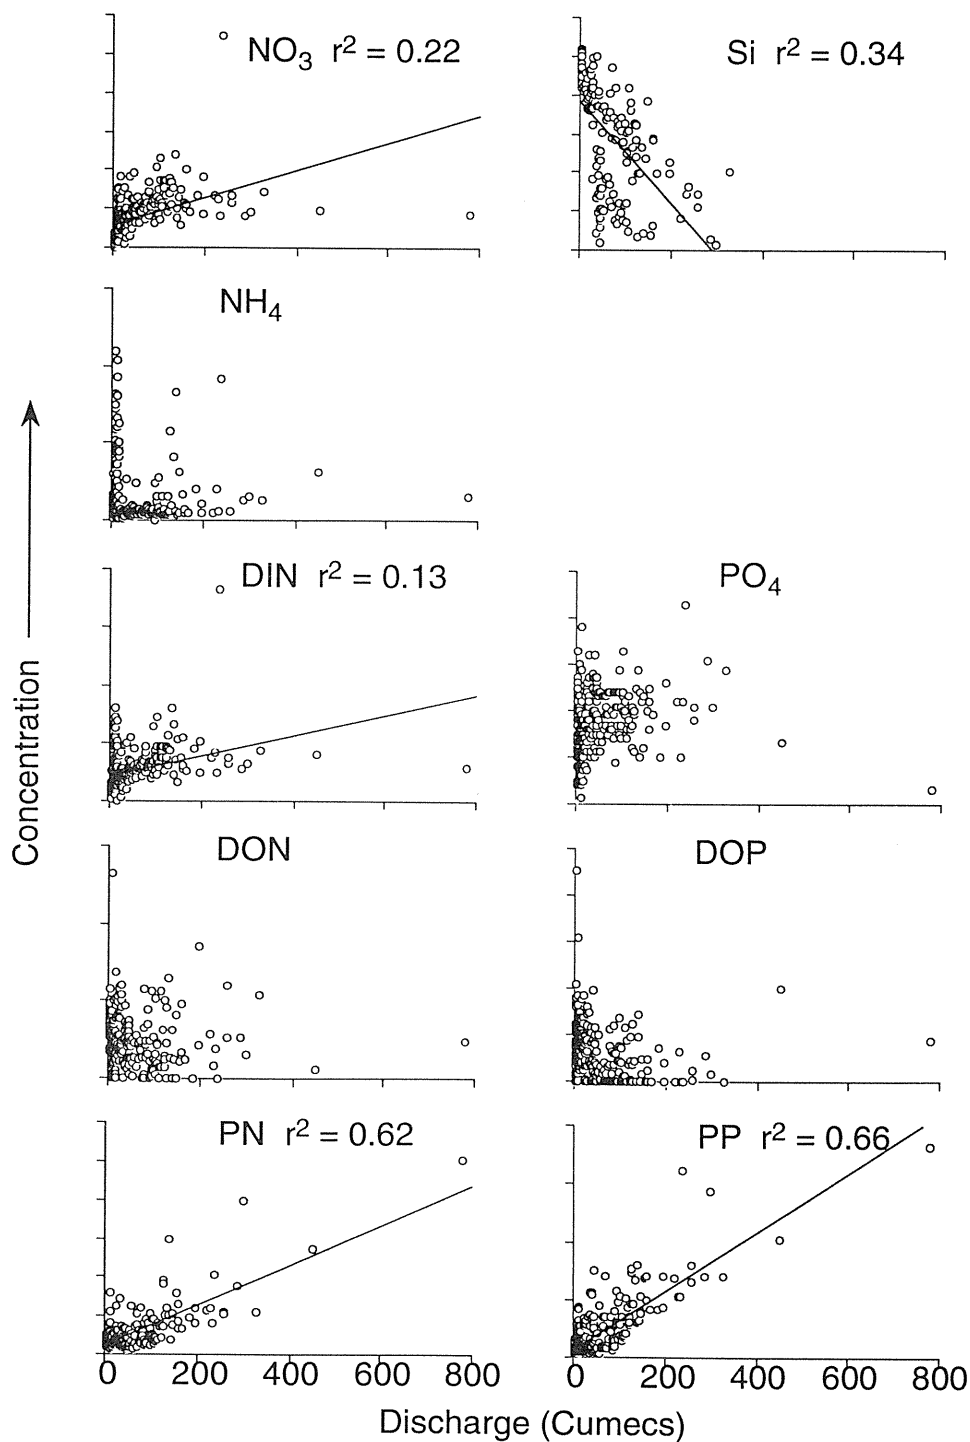 NO3 r2 = 0.22
Si r2 = 0.34
NH4
DIN r2 = 0.13
PO4
DON
DOP
PN r2 = 0.62
PP r2 = 0.66
Concentration
0 200 400 600 800
0 200 400 600 800
Discharge (Cumecs)